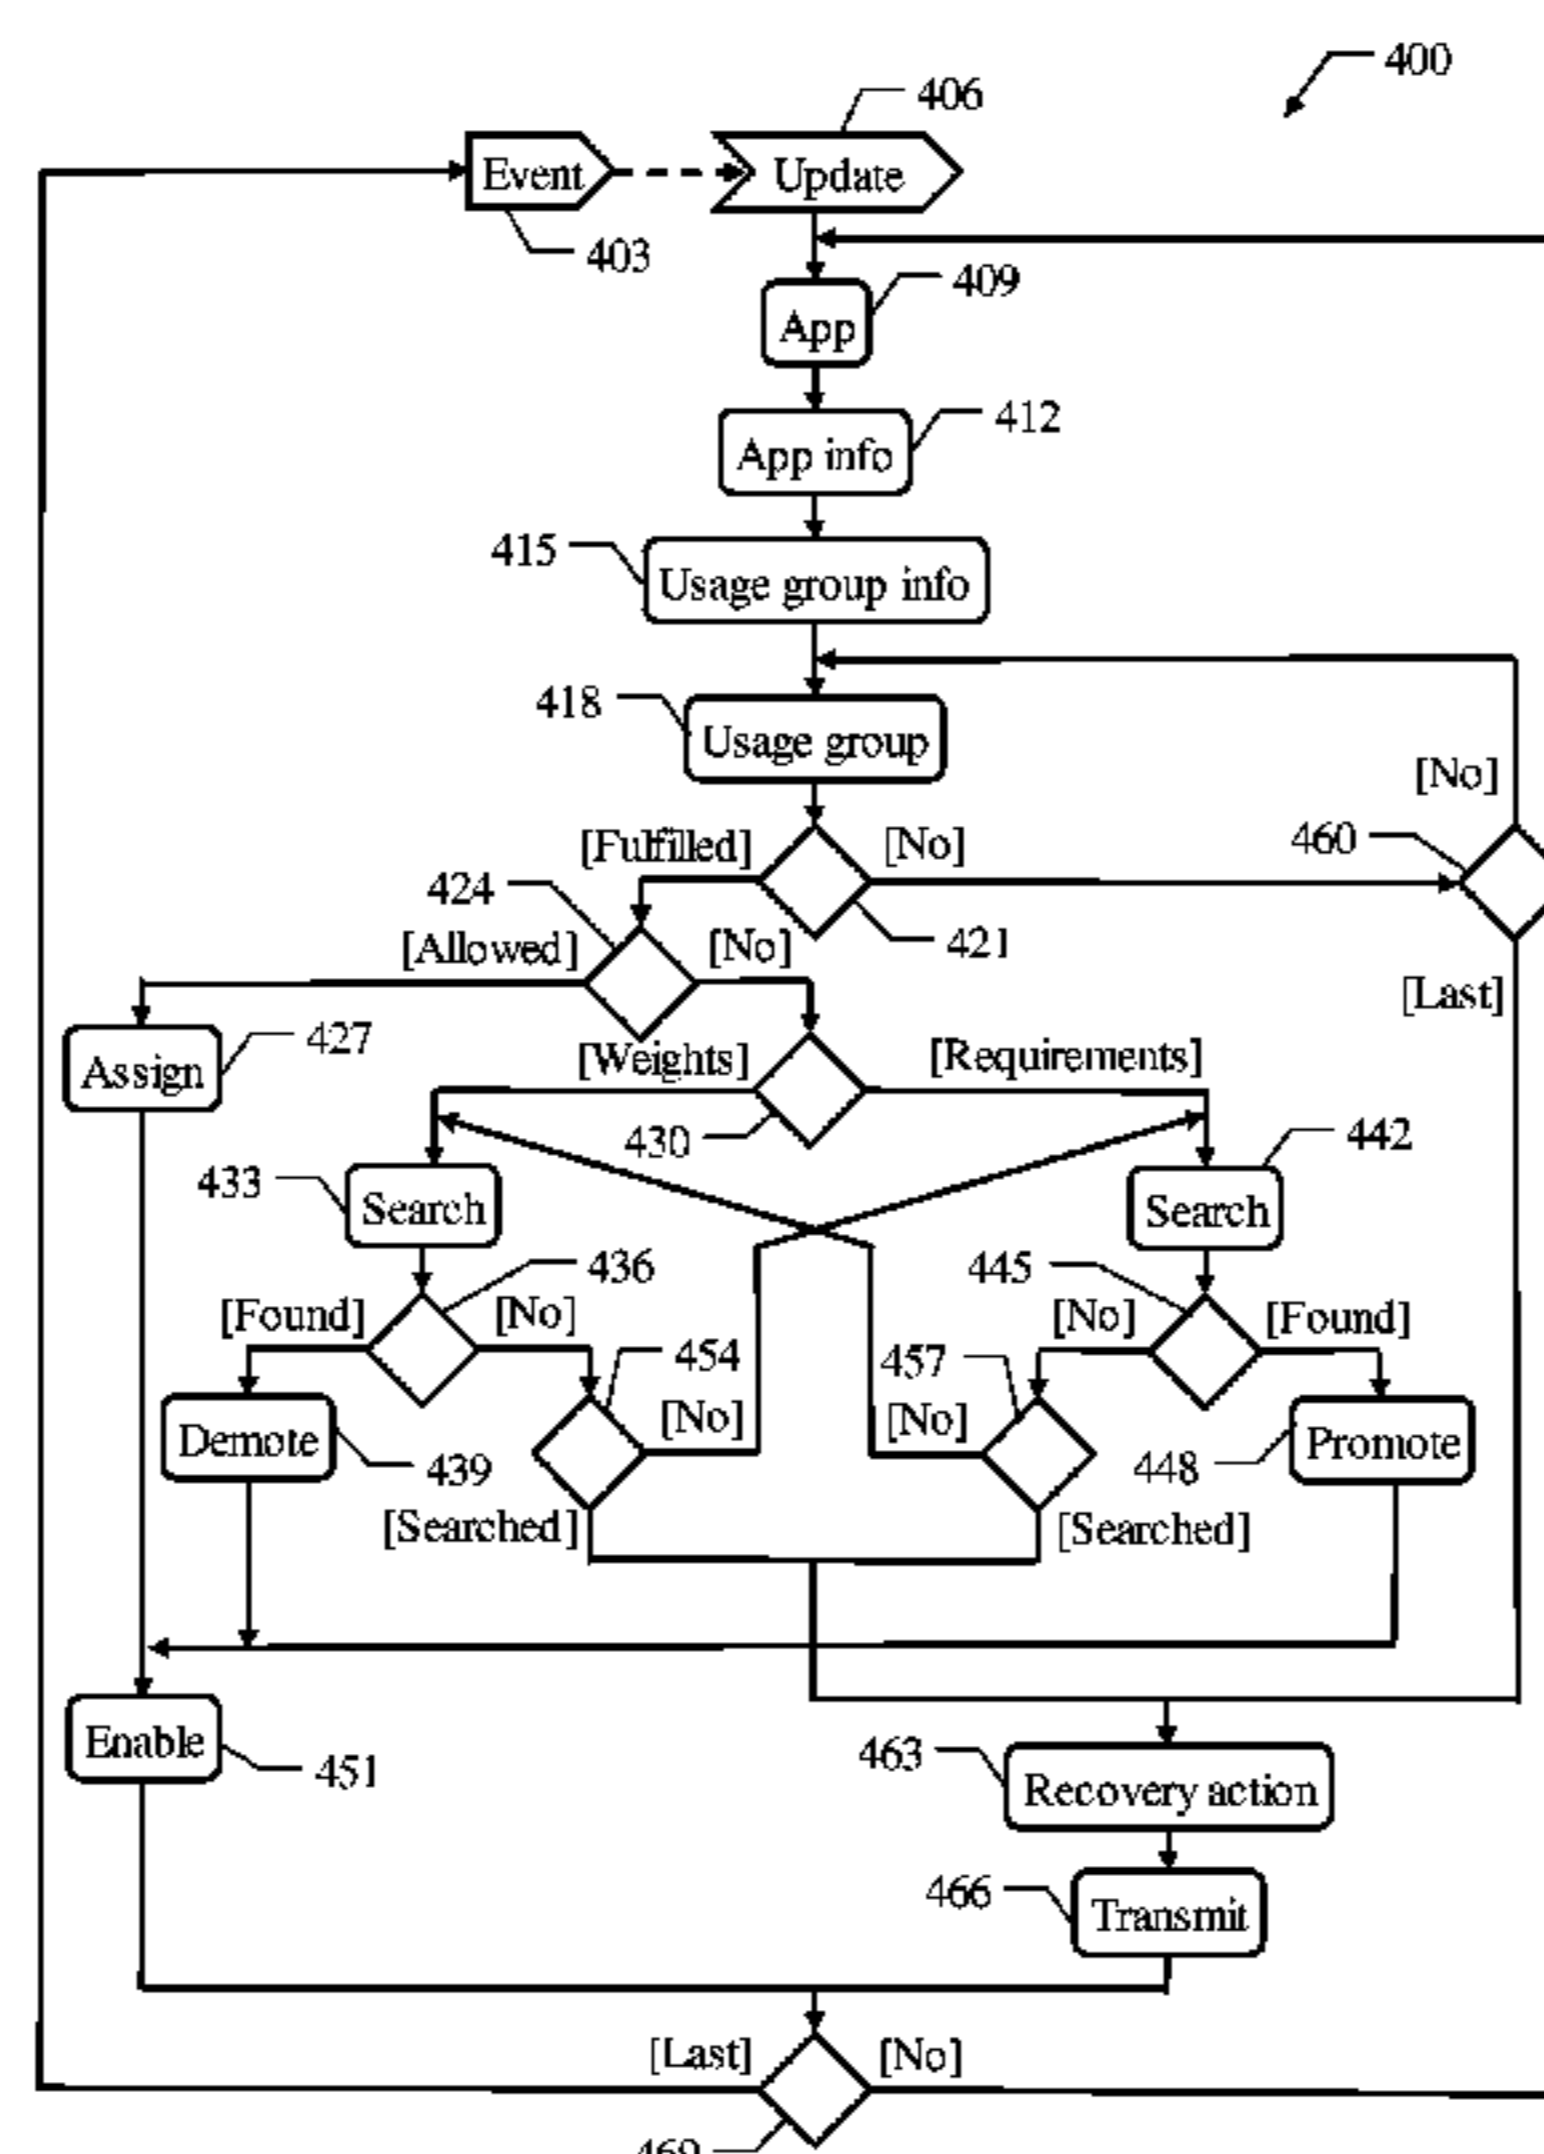 400
406
Event
Update
403
409
App
412
App info
415
Usage group info
418
Usage group
[No]
[Fulfilled]
[No]
460
424
421
[Allowed]
[No]
[Last]
427
Assign
[Weights]
[Requirements]
430
442
433
Search
Search
436
445
[Found]
[No]
[No]
[Found]
454
457
Demote
[No]
[No]
Promote
439
448
[Searched]
[Searched]
Enable
451
463
Recovery action
466
Transmit
[Last]
[No]
469